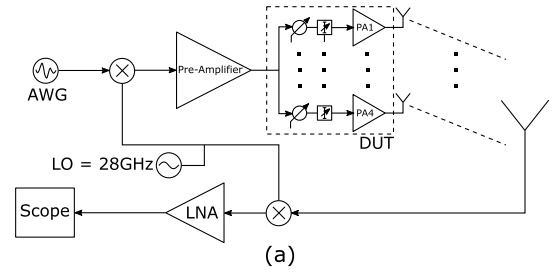 PA1
Pre-Amplifier
AWG
PA4
DUT
LO = 28GHz
Scope
LNA
(a)